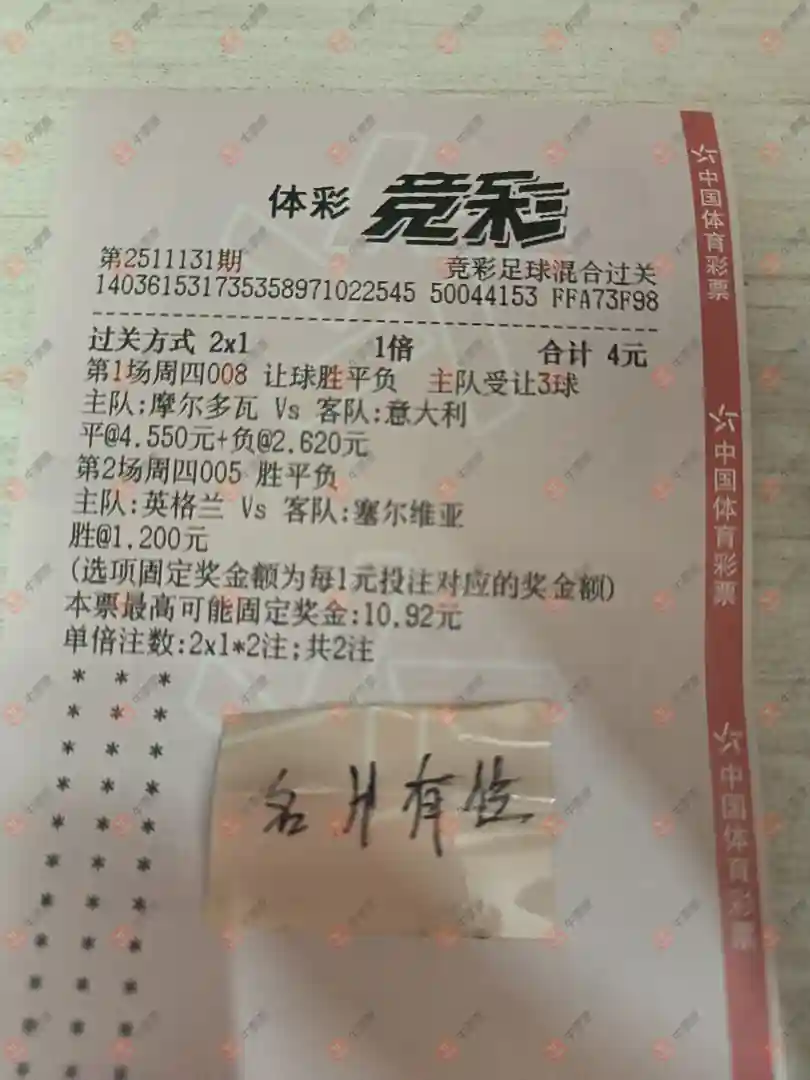 体彩 竞彩
第2511131期 竞彩足球混合过关
140361531735358971022545 50044153 FFA73F98
过关方式 2x1 1倍 合计 4元
第1场周四008 让球胜平负 主队受让3球
主队:摩尔多瓦 Vs 客队:意大利
平@4.550元+负@2.620元
第2场周四005 胜平负
主队:英格兰 Vs 客队:塞尔维亚
胜@1.200元
(选项固定奖金额为每1元投注对应的奖金额)
本票最高可能固定奖金:10.92元
单倍注数:2x1*2注;共2注
* * *
* * *
* * *
* * *
* * *
* * *
* * *
* * *
* * *
* * *
* * *
名片有
中国体育彩票
中国体育彩票
中国体育彩票